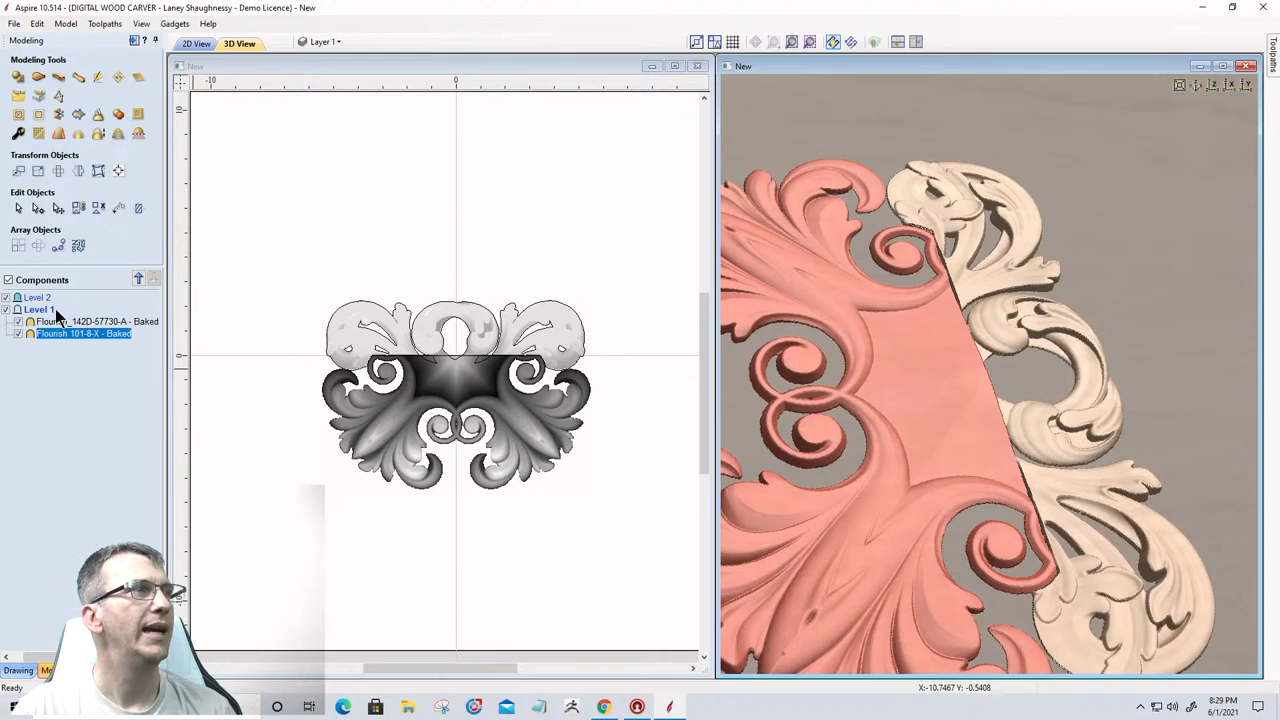 Aspire 10.514 - (DIGITAL WOOD CARVER - Laney Shaughnessy - Demo Licence) - New
File Edit Model Toolpaths View Gadgets Help
Modeling
2D View 3D View Layer 1
Modeling Tools
Transform Objects
Edit Objects
Array Objects
Components
Level 2
Level 1
Flourish_142D-57730-A - Baked
Flourish 101-8-X - Baked
Drawing
Ready
New
-10 0
0
New
Toolpaths
X:-10.7467 Y: -0.5408
8:29 PM
6/1/2021